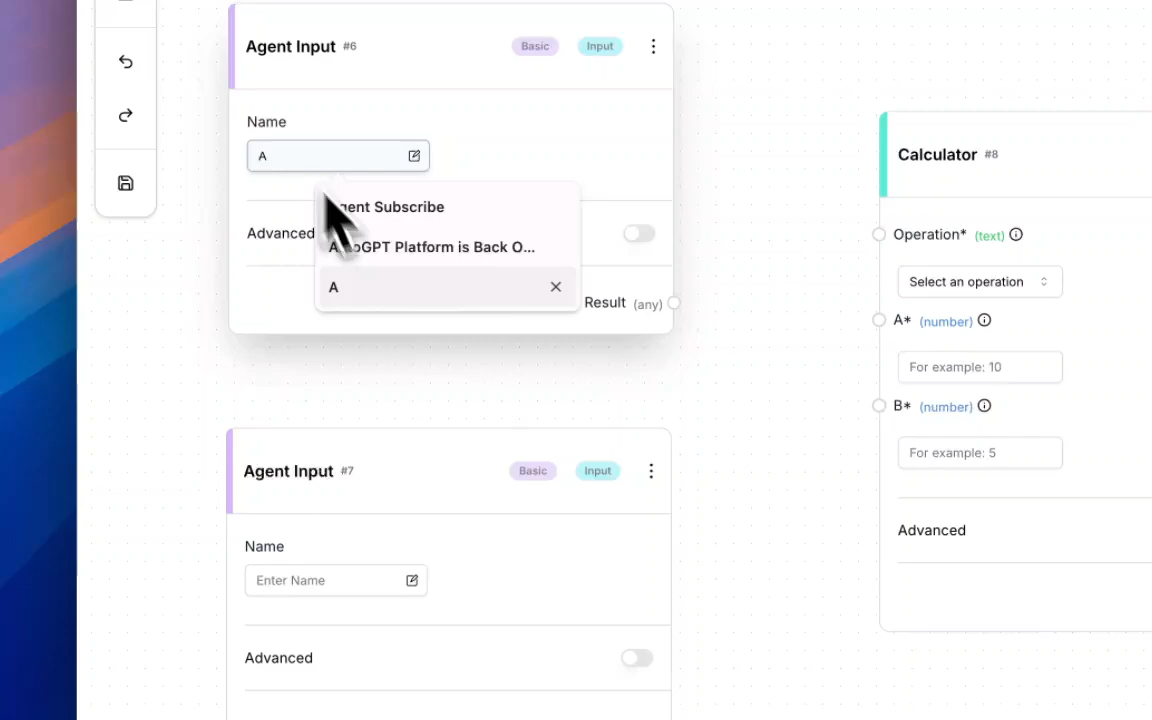 Agent Input #6
Basic
Input
Name
A
Subscribe
Platform is Back O...
A
Advanced
Result (any)
Calculator #8
Operation* (text)
Select an operation
A* (number)
For example: 10
B* (number)
For example: 5
Advanced
Agent Input #7
Basic
Input
Name
Enter Name
Advanced